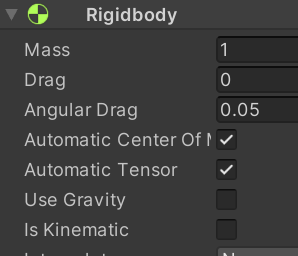 Rigidbody
Mass 1
Drag 0
Angular Drag 0.05
Automatic Center Of
Automatic Tensor
Use Gravity
Is Kinematic